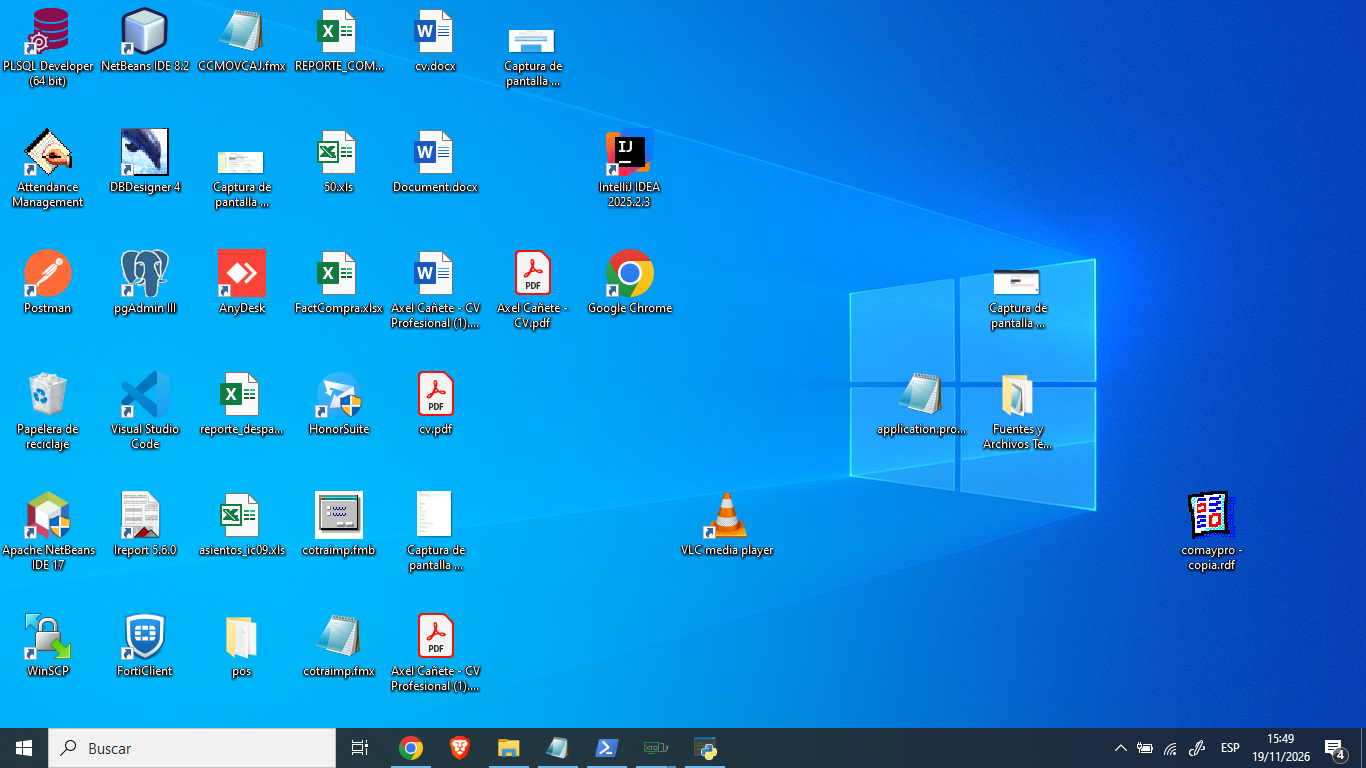 PLSQL Developer
(64 bit)
NetBeans IDE 8.2
CCMOVCAJ.fmx
REPORTE_COM...
cv.docx
Captura de
pantalla ...
Attendance
Management
DBDesigner 4
Captura de
pantalla ...
50.xls
Document.docx
IntelliJ IDEA
2025.2.3
Postman
pgAdmin III
AnyDesk
FactCompra.xlsx
Axel Cañete - CV
Profesional (1)....
Axel Cañete -
CV.pdf
Google Chrome
Captura de
pantalla ...
Papelera de
reciclaje
Visual Studio
Code
reporte_despa...
HonorSuite
cv.pdf
application.pro...
Fuentes y
Archivos Te...
Apache NetBeans
IDE 17
Ireport 5.6.0
asientos_ic09.xls
cotraimp.fmb
Captura de
pantalla ...
VLC media player
comaypro -
copia.rdf
WinSCP
FortiClient
pos
cotraimp.fmx
Axel Cañete - CV
Profesional (1)....
Buscar
ESP
15:49
19/11/2026
4